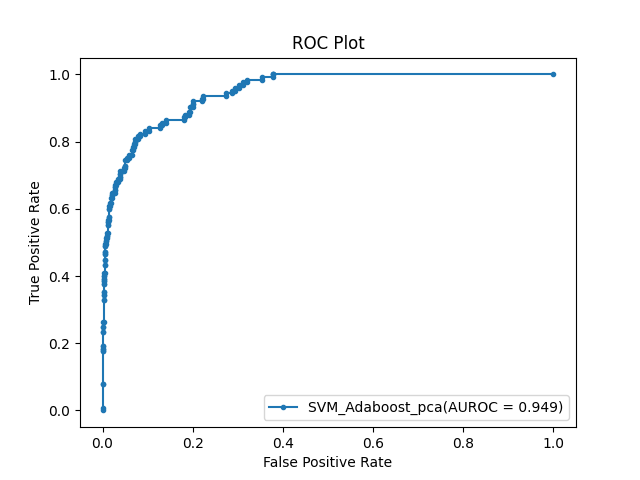 ROC Plot
True Positive Rate
1.0
0.8
0.6
0.4
0.2
0.0
SVM_Adaboost_pca(AUROC = 0.949)
0.0 0.2 0.4 0.6 0.8 1.0
False Positive Rate